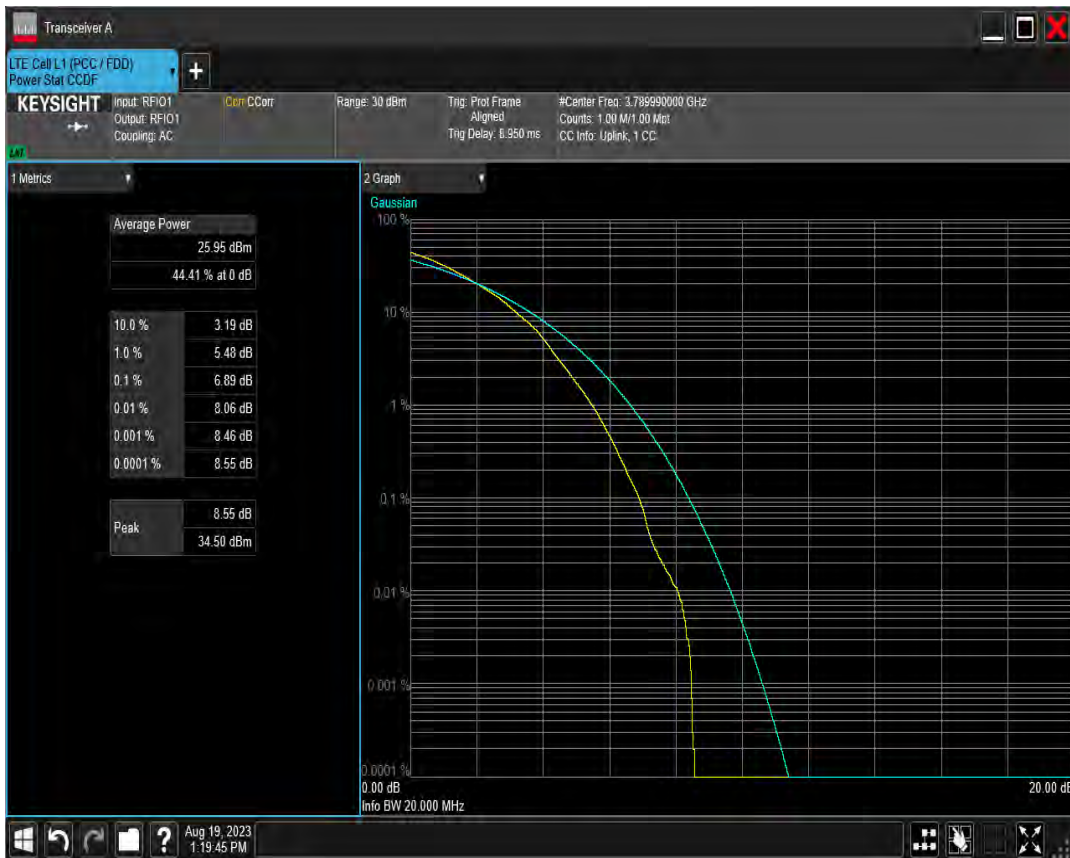 Transceiver A
LTE Cell L1 (PCC / FDD)
Power Stat CCDF
+
KEYSIGHT
Input: RFIO1
Output: RFIO1
Coupling: AC
Corr CCorr
Range: 30 dBm
Trig: Prot Frame
Aligned
Trig Delay: 8.950 ms
#Center Freq: 3.789990000 GHz
Counts: 1.00 M/1.00 Mpt
CC Info: Uplink, 1 CC
1 Metrics
Average Power
25.95 dBm
44.41 % at 0 dB
10.0 % 3.19 dB
1.0 % 5.48 dB
0.1 % 6.89 dB
0.01 % 8.06 dB
0.001 % 8.46 dB
0.0001 % 8.55 dB
Peak
8.55 dB
34.50 dBm
2 Graph
Gaussian
100 %
10 %
1 %
0.1 %
0.01 %
0.001 %
0.0001 %
0.00 dB 20.00 dB
Info BW 20.000 MHz
? Aug 19, 2023
1:19:45 PM